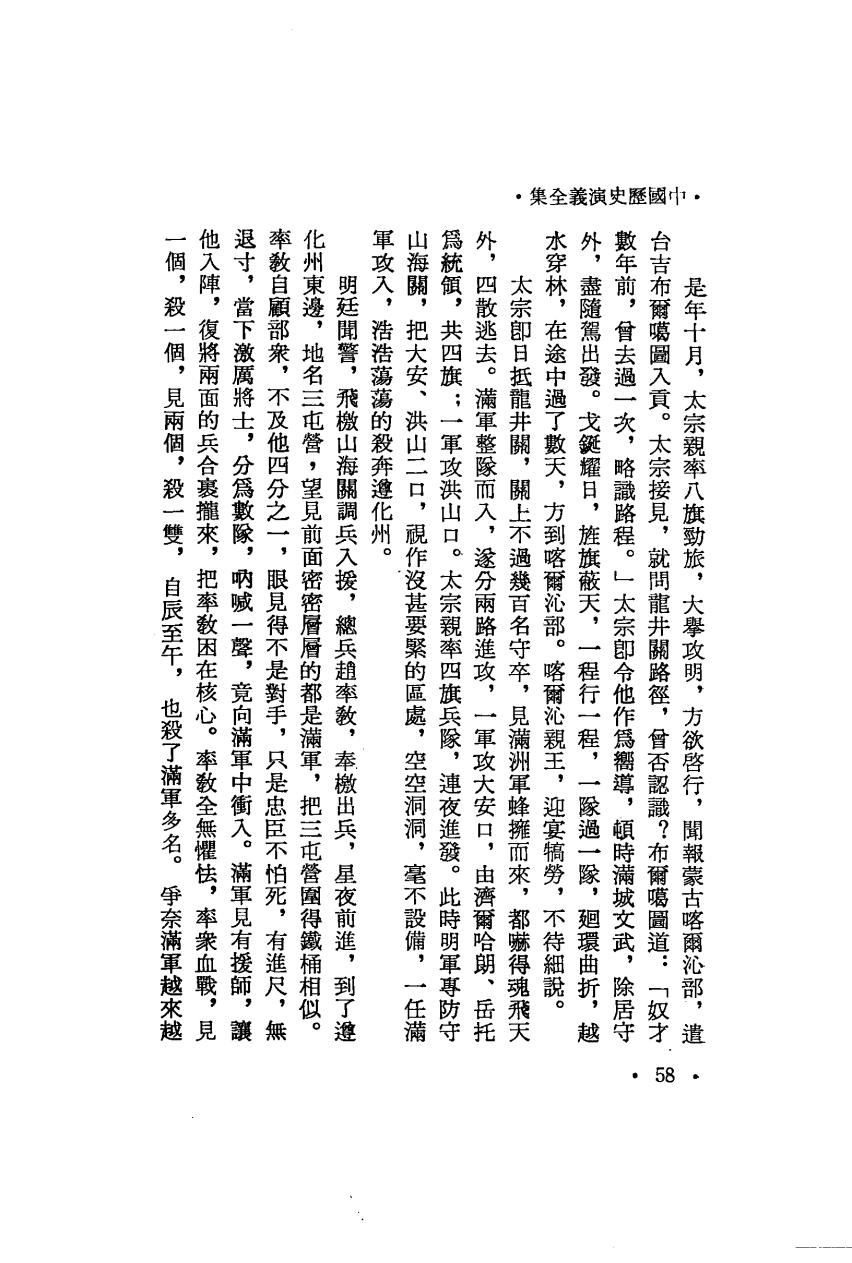 ·中國歷史演義全集·
是年十月，太宗親率八旗勁旅，大擧攻明，方欲啓行，聞報蒙古喀爾沁部，遣
台吉布爾噶圖入貢。太宗接見，就問龍井關路徑，曾否認識？布爾噶圖道：「奴才
數年前，曾去過一次，略識路程。」太宗卽令他作爲嚮導，頓時滿城文武，除居守
外，盡隨駕出發。戈鋋耀日，旌旗蔽天，一程行一程，一隊過一隊，廻環曲折，越
水穿林，在途中過了數天，方到喀爾沁部。喀爾沁親王，迎宴犒勞，不待細說。
太宗卽日抵龍井關，關上不過幾百名守卒，見滿洲軍蜂擁而來，都嚇得魂飛天
外，四散逃去。滿軍整隊而入，遂分兩路進攻，一軍攻大安口，由濟爾哈朗、岳托
爲統領，共四旗；一軍攻洪山口。太宗親率四旗兵隊，連夜進發。此時明軍專防守
山海關，把大安、洪山二口，視作沒甚要緊的區處，空空洞洞，毫不設備，一任滿
軍攻入，浩浩蕩蕩的殺奔遵化州。
明廷聞警，飛檄山海關調兵入援，總兵趙率敎，奉檄出兵，星夜前進，到了遵
化州東邊，地名三屯營，望見前面密密層層的都是滿軍，把三屯營圍得鐵桶相似。
率敎自顧部衆，不及他四分之一，眼見得不是對手，只是忠臣不怕死，有進尺，無
退寸，當下激厲將士，分爲數隊，吶喊一聲，竟向滿軍中衝入。滿軍見有援師，讓
他入陣，復將兩面的兵合裹攏來，把率敎困在核心。率敎全無懼怯，率衆血戰，見
一個，殺一個，見兩個，殺一雙，自辰至午，也殺了滿軍多名。爭奈滿軍越來越
·58·